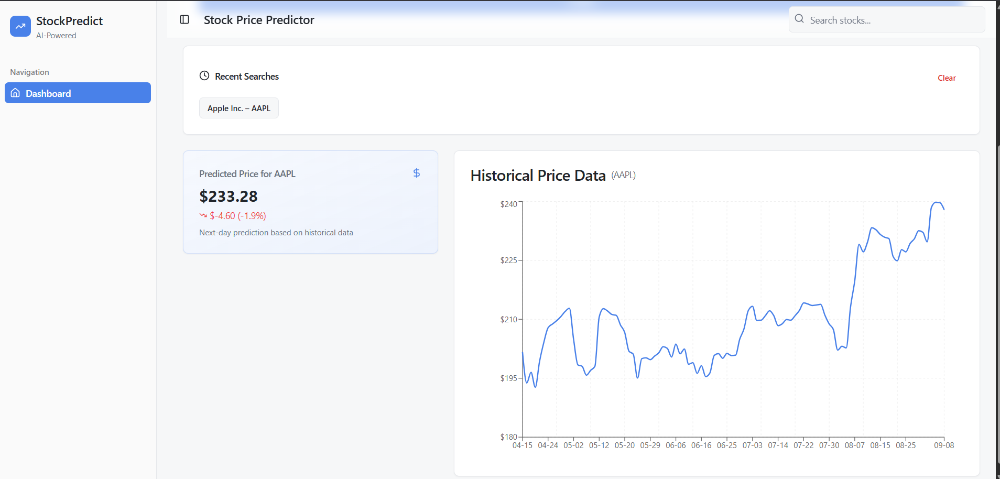 StockPredict
AI-Powered
Navigation
Dashboard
Stock Price Predictor
Search stocks...
Recent Searches
Clear
Apple Inc. – AAPL
Predicted Price for AAPL
$
$233.28
$-4.60 (-1.9%)
Next-day prediction based on historical data
Historical Price Data (AAPL)
$240
$225
$210
$195
$180
04-15 04-24 05-02 05-12 05-20 05-29 06-06 06-16 06-25 07-03 07-14 07-22 07-30 08-07 08-15 08-25 09-08